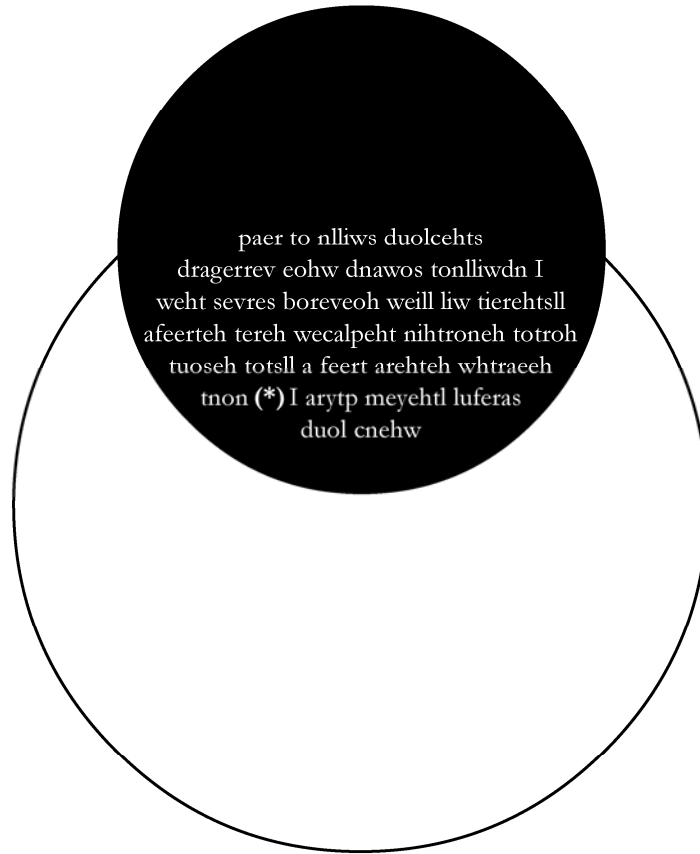 paer to nlliws duolcehts
dragerrev eohw dnawos tonlliwdn I
weht sevres boreveoh weill liw tierehtsll
afeerteh tereh wecalpeht nihtroneh totroh
tuoseh totsll a feert arehteh whtraeeh
tnon (*) I arytp meyehtl luferas
duol cnehw